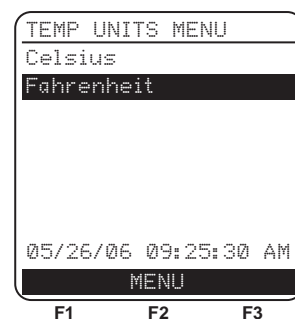 TEMP UNITS MENU
Celsius
Fahrenheit
05/26/06 09:25:30 AM
MENU
F1 F2 F3